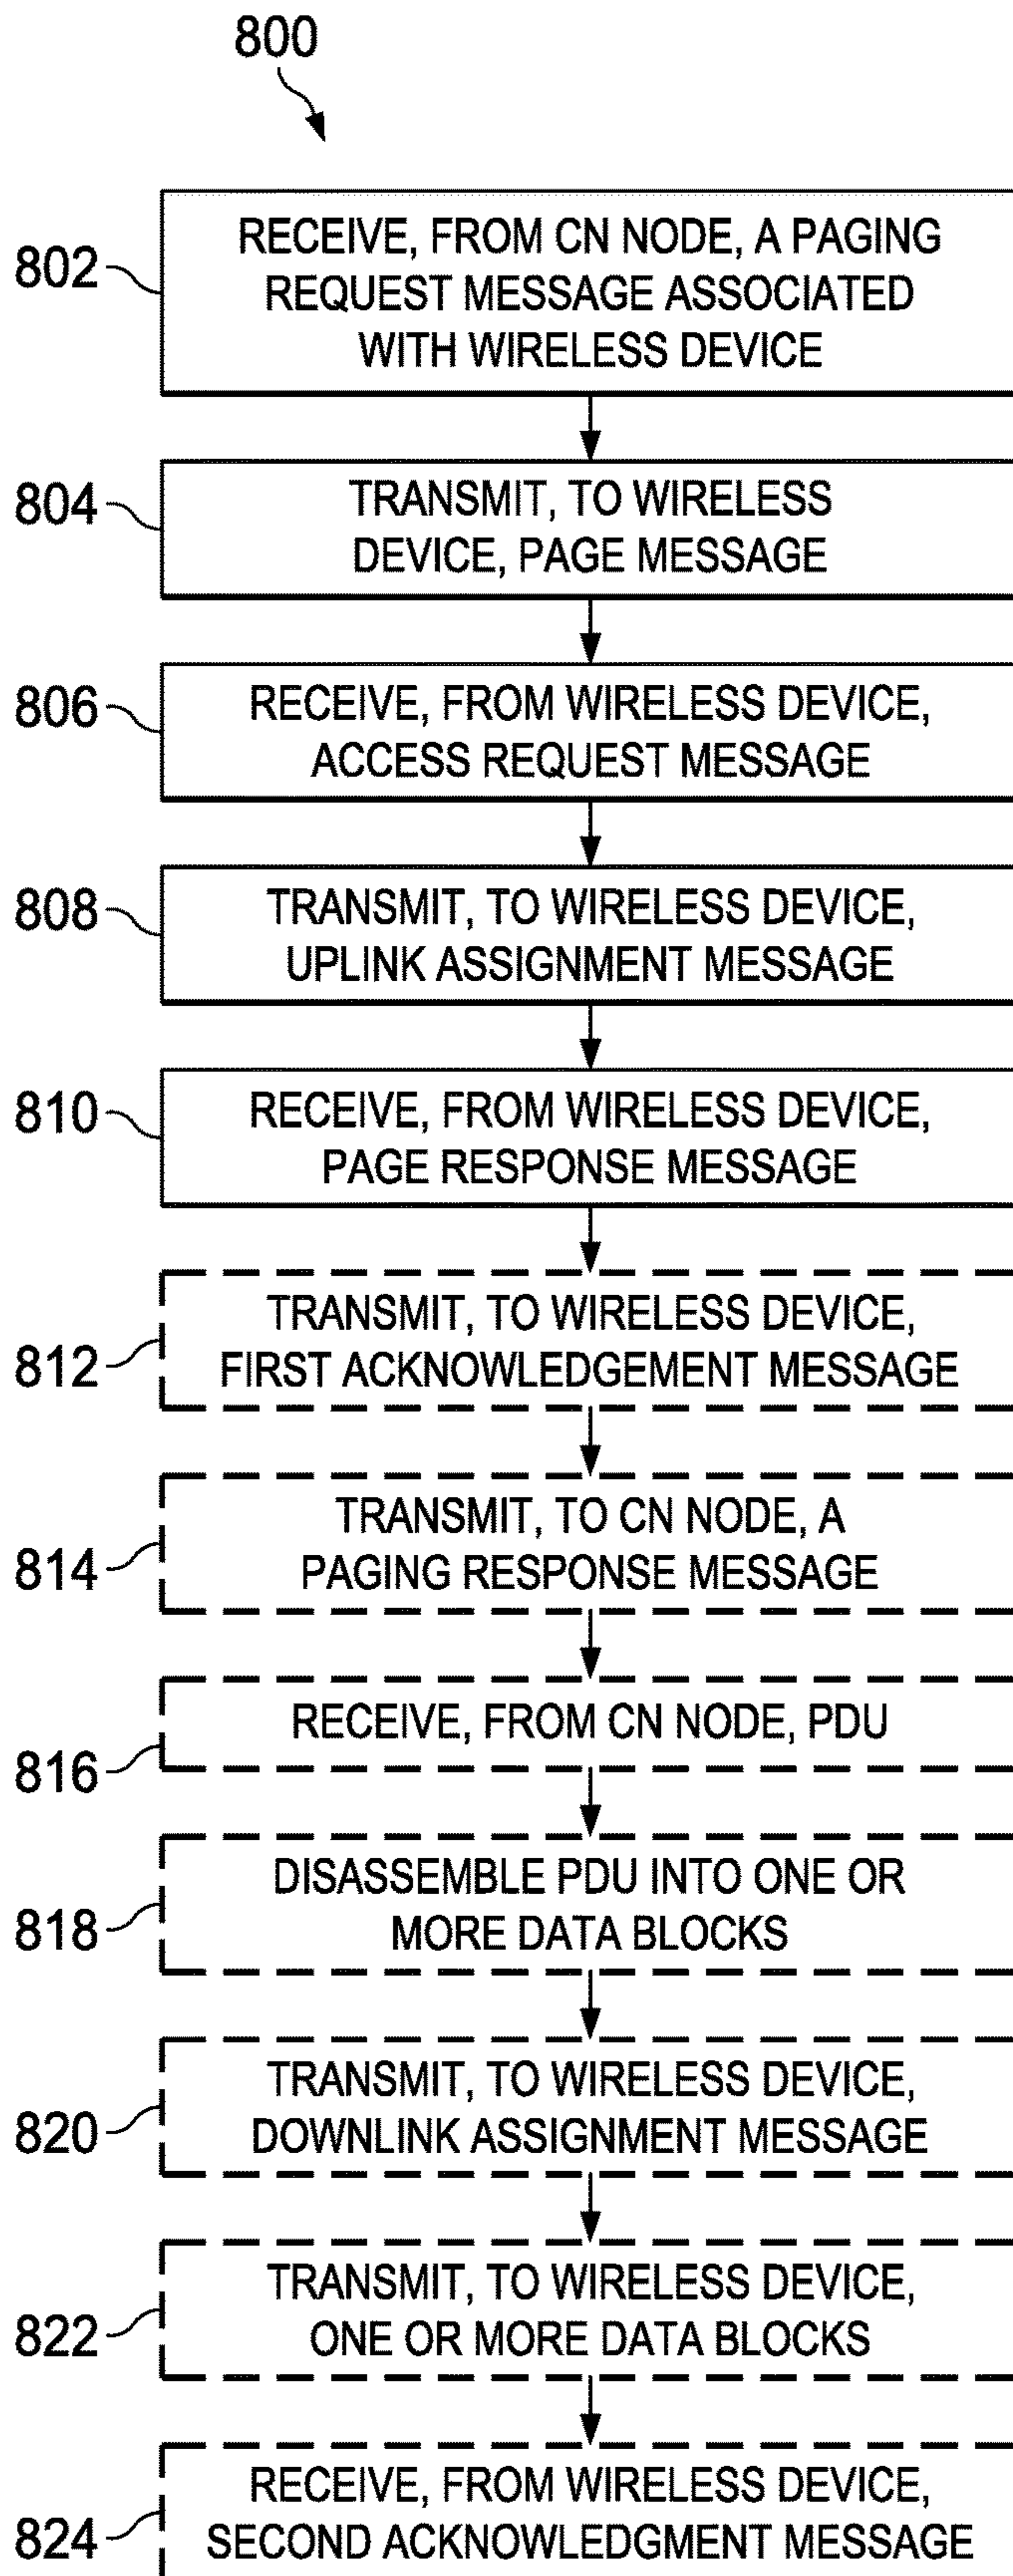 800
802
RECEIVE, FROM CN NODE, A PAGING
REQUEST MESSAGE ASSOCIATED
WITH WIRELESS DEVICE
804
TRANSMIT, TO WIRELESS
DEVICE, PAGE MESSAGE
806
RECEIVE, FROM WIRELESS DEVICE,
ACCESS REQUEST MESSAGE
808
TRANSMIT, TO WIRELESS DEVICE,
UPLINK ASSIGNMENT MESSAGE
810
RECEIVE, FROM WIRELESS DEVICE,
PAGE RESPONSE MESSAGE
812
TRANSMIT, TO WIRELESS DEVICE,
FIRST ACKNOWLEDGEMENT MESSAGE
814
TRANSMIT, TO CN NODE, A
PAGING RESPONSE MESSAGE
816
RECEIVE, FROM CN NODE, PDU
818
DISASSEMBLE PDU INTO ONE OR
MORE DATA BLOCKS
820
TRANSMIT, TO WIRELESS DEVICE,
DOWNLINK ASSIGNMENT MESSAGE
822
TRANSMIT, TO WIRELESS DEVICE,
ONE OR MORE DATA BLOCKS
824
RECEIVE, FROM WIRELESS DEVICE,
SECOND ACKNOWLEDGMENT MESSAGE